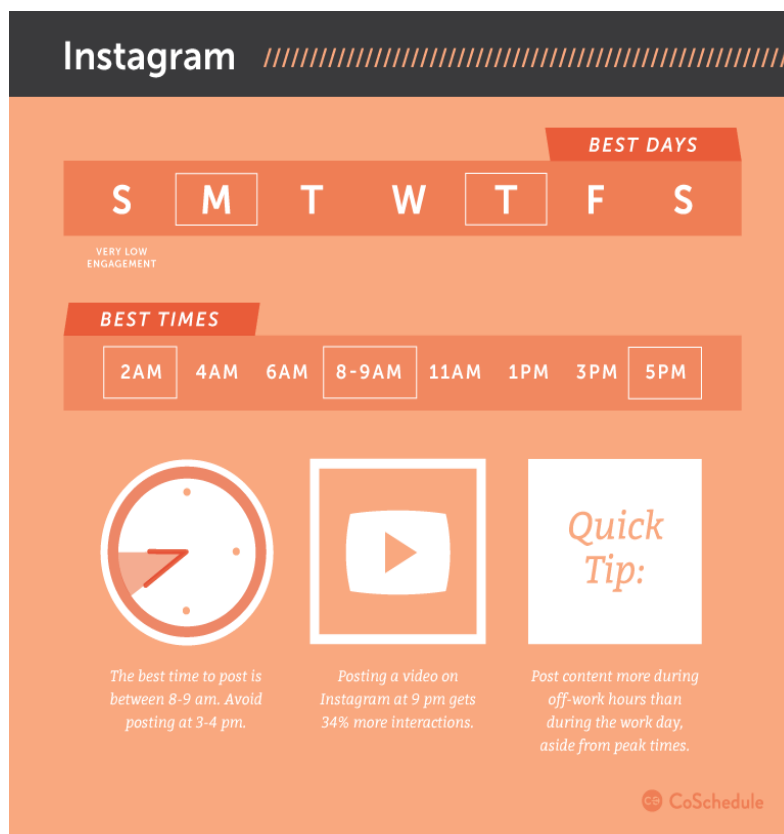 Instagram
BEST DAYS
S M T W T F S
VERY LOW
ENGAGEMENT
BEST TIMES
2AM 4AM 6AM 8-9AM 11AM 1PM 3PM 5PM
Quick
Tip:
The best time to post is
between 8-9 am. Avoid
posting at 3-4 pm.
Posting a video on
Instagram at 9 pm gets
34% more interactions.
Post content more during
off-work hours than
during the work day,
aside from peak times.
CoSchedule